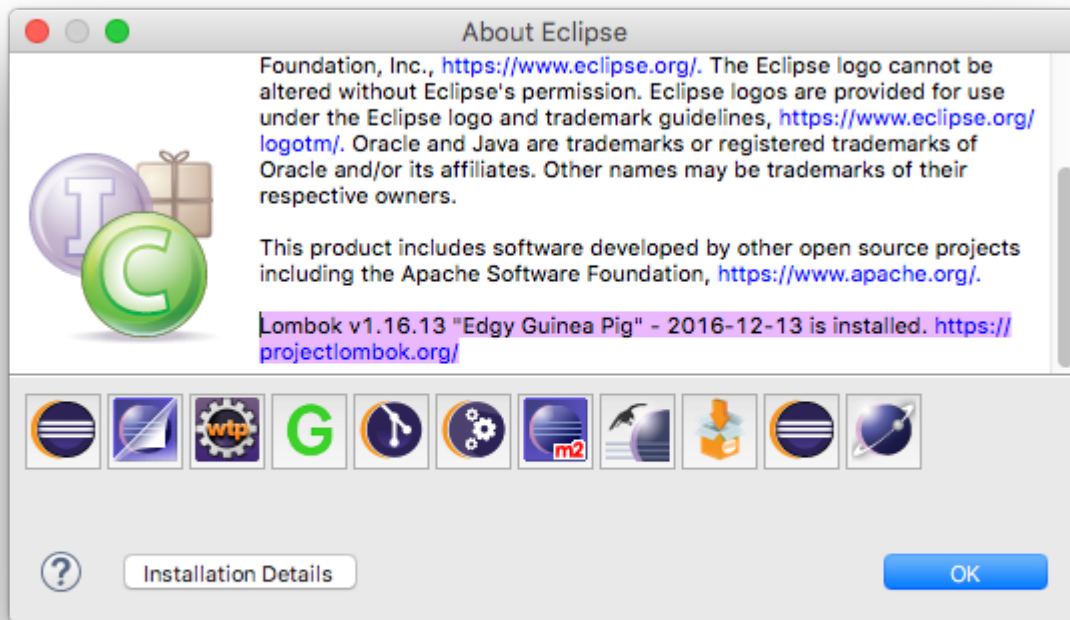 About Eclipse
Foundation, Inc., https://www.eclipse.org/. The Eclipse logo cannot be
altered without Eclipse's permission. Eclipse logos are provided for use
under the Eclipse logo and trademark guidelines, https://www.eclipse.org/
logotm/. Oracle and Java are trademarks or registered trademarks of
Oracle and/or its affiliates. Other names may be trademarks of their
respective owners.
This product includes software developed by other open source projects
including the Apache Software Foundation, https://www.apache.org/.
Lombok v1.16.13 "Edgy Guinea Pig" - 2016-12-13 is installed. https://
projectlombok.org/
I
C
wtp
G
m2
?
Installation Details
OK